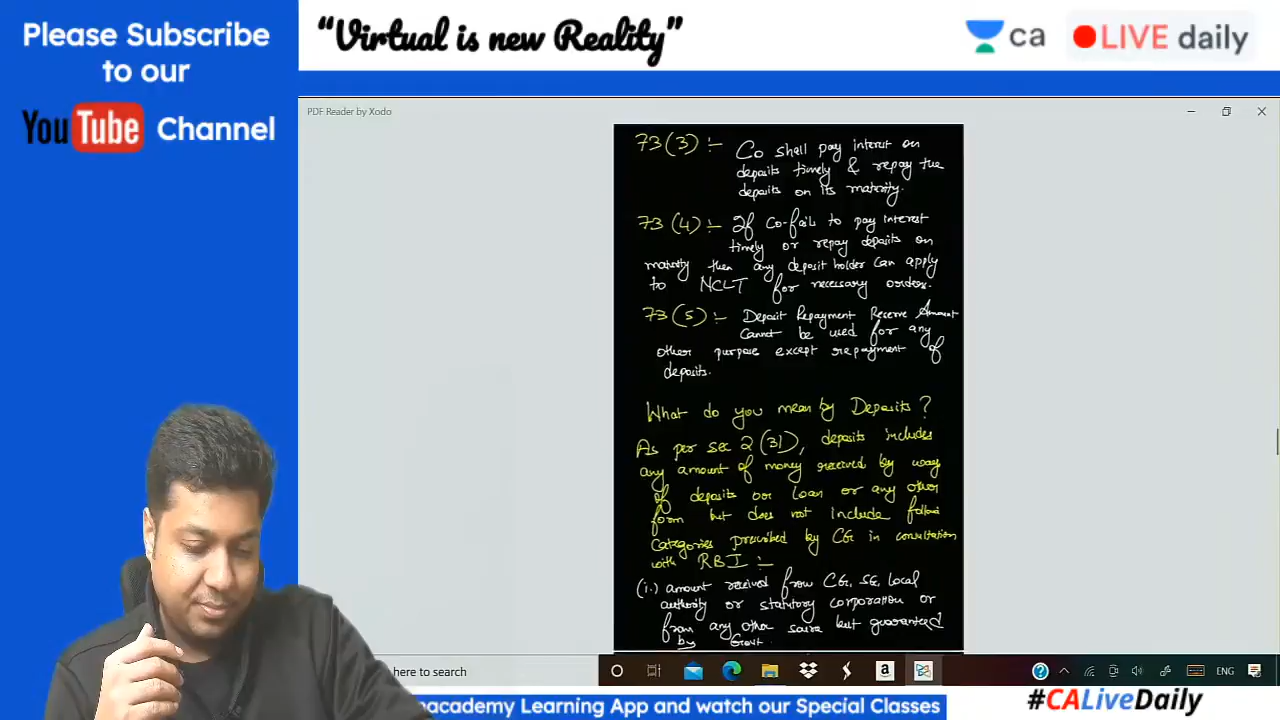 Please Subscribe
to our
YouTube Channel
“Virtual is new Reality”
ca
LIVE daily
PDF Reader by Xodo
73(3) :- Co shall pay interest on
deposits timely & repay the
deposits on its maturity.
73(4) :- If Co-fails to pay interest
timely or repay deposits on
maturity then any deposit holder can apply
to NCLT for necessary orders.
73(5) :- Deposit Repayment Reserve Amount
cannot be used for any
other purpose except repayment of
deposits.
What do you mean by Deposits?
As per sec 2(31), deposits includes
any amount of money received by way
of deposits or loan or any other
form but does not include follow
categories prescribed by CG in consultation
with RBI :-
(i.) amount received from CG, SG, local
authority or statutory corporation or
from any other source but guaranteed
by Govt.
here to search
ENG
nacademy Learning App and watch our Special Classes
#CALiveDaily